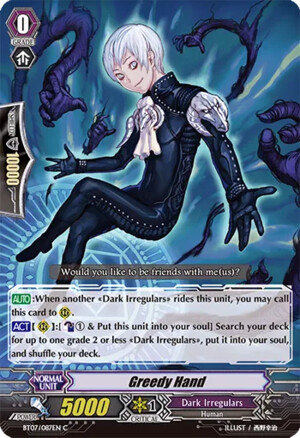 0
GRADE
10000
SHIELD
Would you like to be friends with me(us)?
AUTO :When another «Dark Irregulars» rides this unit, you may call
this card to .
ACT [ ]:[ ① & Put this unit into your soul] Search your deck
for up to one grade 2 or less «Dark Irregulars», put it into your soul,
and shuffle your deck.
Greedy Hand
NORMAL
UNIT
POWER
5000
1
CRITICAL
Dark Irregulars
Human
BT07/087EN C
ILLUST / 西野幸治